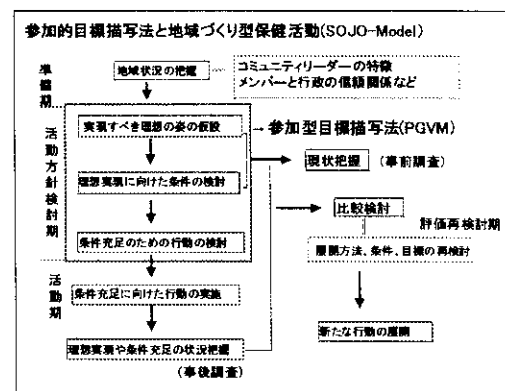 参加的目標描写法と地域づくり型保健活動(SOJO-Model)
準備期
地域状況の把握
コミュニティリーダーの特徴
メンバーと行政の信頼関係など
活動方針検討期
実現すべき理想の姿の仮設
参加型目標描写法(PGVM)
理想実現に向けた条件の検討
条件充足のための行動の検討
現状把握
(事前調査)
比較検討
評価再検討期
展開方法、条件、目標の再検討
新たな行動の展開
活動期
条件充足に向けた行動の実施
理想実現や条件充足の状況把握
(事後調査)